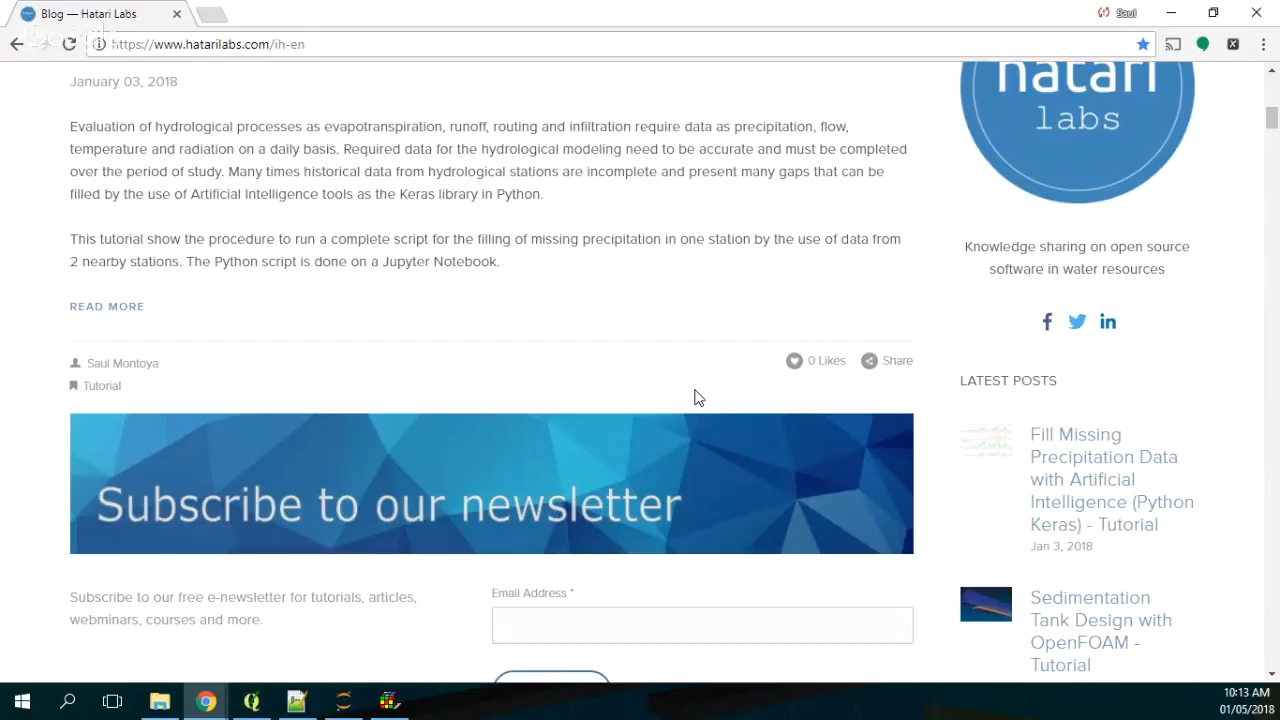 Blog — Hatari Labs
Saul
https://www.hatarilabs.com/ih-en
January 03, 2018
Evaluation of hydrological processes as evapotranspiration, runoff, routing and infiltration require data as precipitation, flow,
temperature and radiation on a daily basis. Required data for the hydrological modeling need to be accurate and must be completed
over the period of study. Many times historical data from hydrological stations are incomplete and present many gaps that can be
filled by the use of Artificial Intelligence tools as the Keras library in Python.
This tutorial show the procedure to run a complete script for the filling of missing precipitation in one station by the use of data from
2 nearby stations. The Python script is done on a Jupyter Notebook.
READ MORE
Saul Montoya
Tutorial
0 Likes
Share
Subscribe to our newsletter
Subscribe to our free e-newsletter for tutorials, articles,
webminars, courses and more.
Email Address *
hatari
labs
Knowledge sharing on open source
software in water resources
LATEST POSTS
Fill Missing
Precipitation Data
with Artificial
Intelligence (Python
Keras) - Tutorial
Jan 3, 2018
Sedimentation
Tank Design with
OpenFOAM -
Tutorial
10:13 AM
01/05/2018